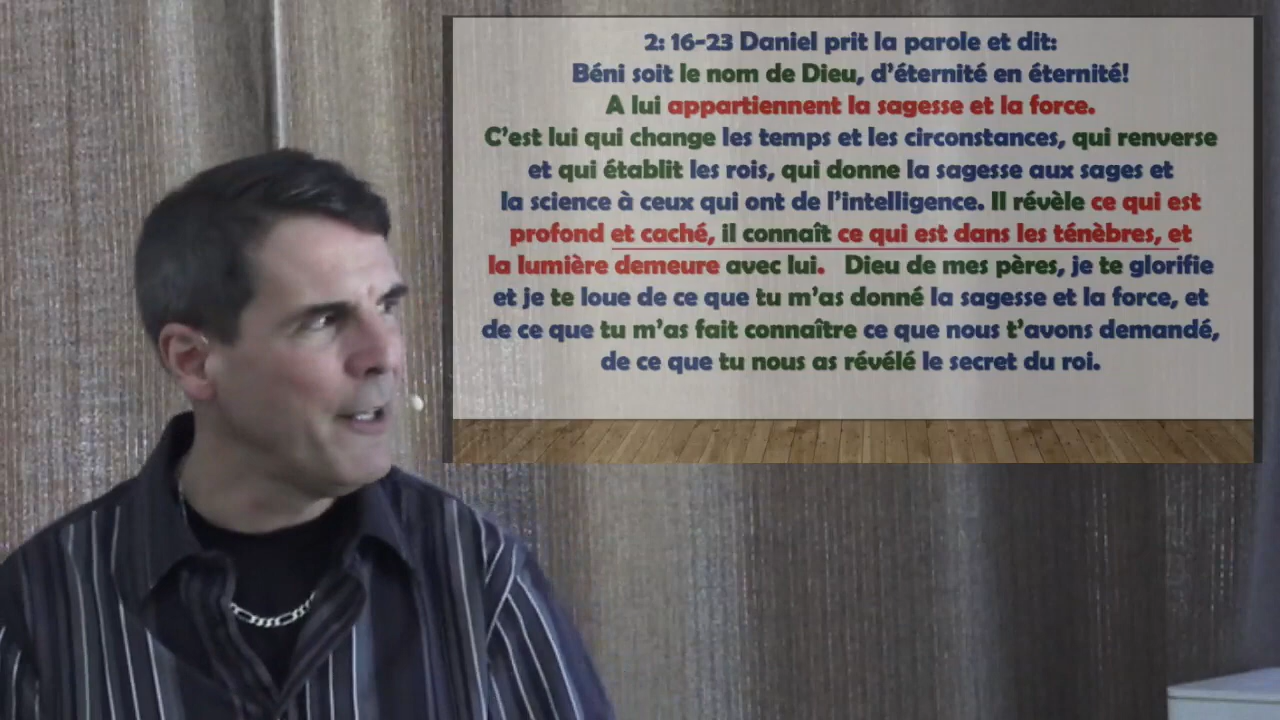 2: 16-23 Daniel prit la parole et dit:
Béni soit le nom de Dieu, d'éternité en éternité!
A lui appartiennent la sagesse et la force.
C'est lui qui change les temps et les circonstances, qui renverse
et qui établit les rois, qui donne la sagesse aux sages et
la science à ceux qui ont de l'intelligence. Il révèle ce qui est
profond et caché, il connaît ce qui est dans les ténèbres, et
la lumière demeure avec lui. Dieu de mes pères, je te glorifie
et je te loue de ce que tu m'as donné la sagesse et la force, et
de ce que tu m'as fait connaître ce que nous t'avons demandé,
de ce que tu nous as révélé le secret du roi.